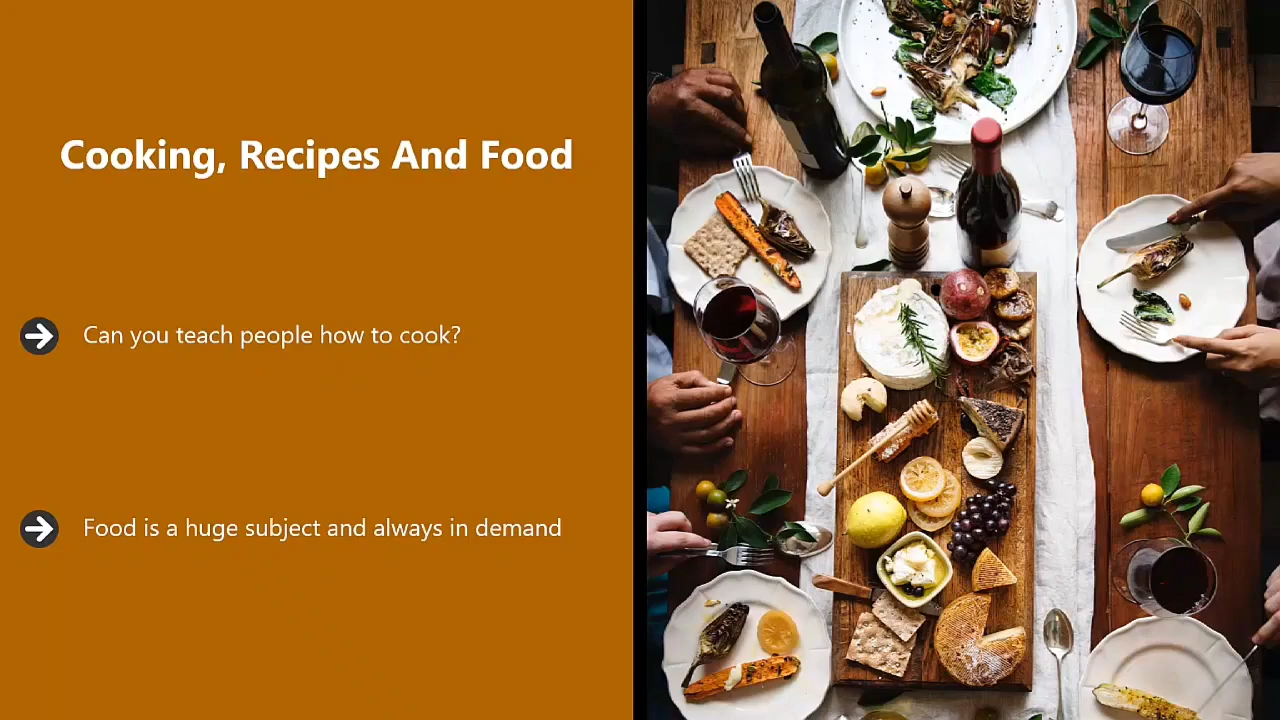 Cooking, Recipes And Food
Can you teach people how to cook?
Food is a huge subject and always in demand